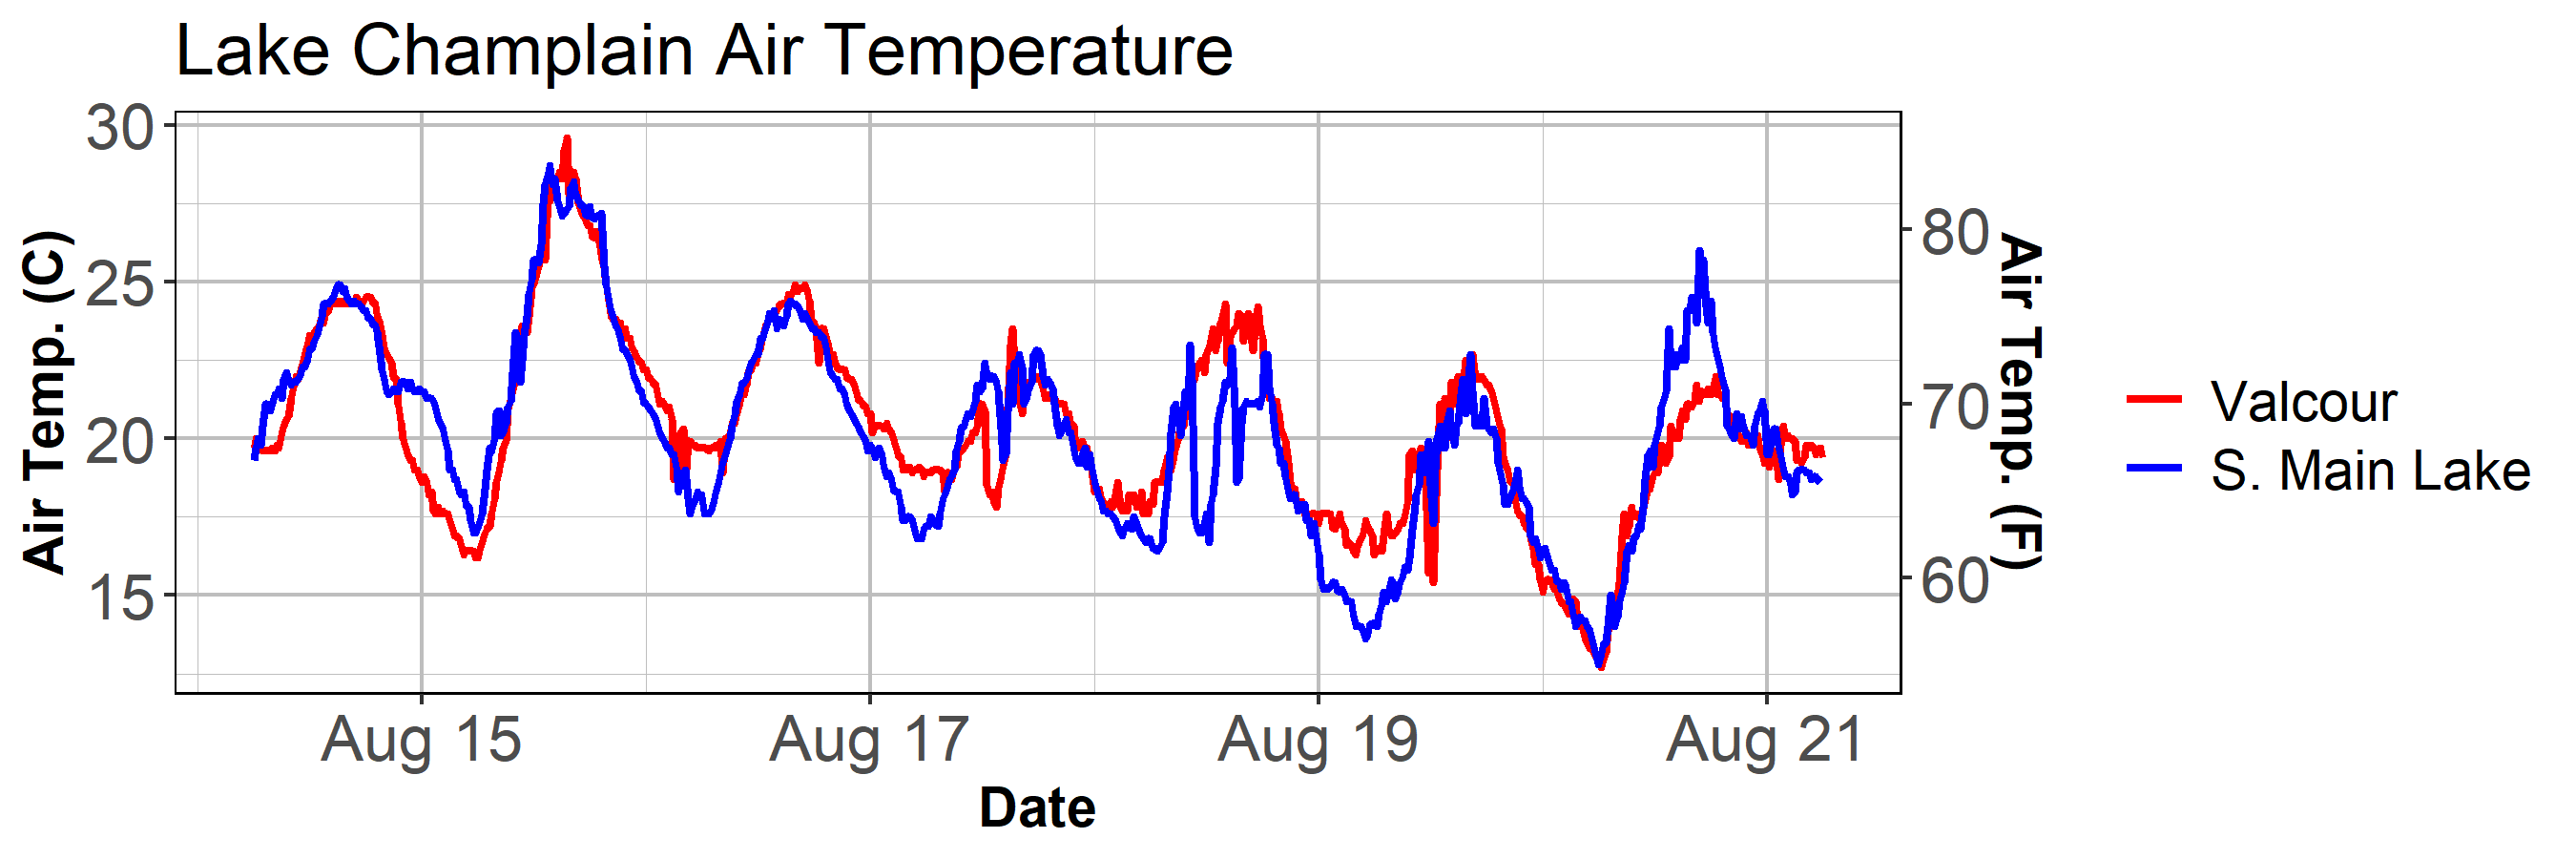 Lake Champlain Air Temperature
Air Temp. (C)
30
25
20
15
80
70
60
Air Temp. (F)
Aug 15
Aug 17
Aug 19
Aug 21
Date
Valcour
S. Main Lake